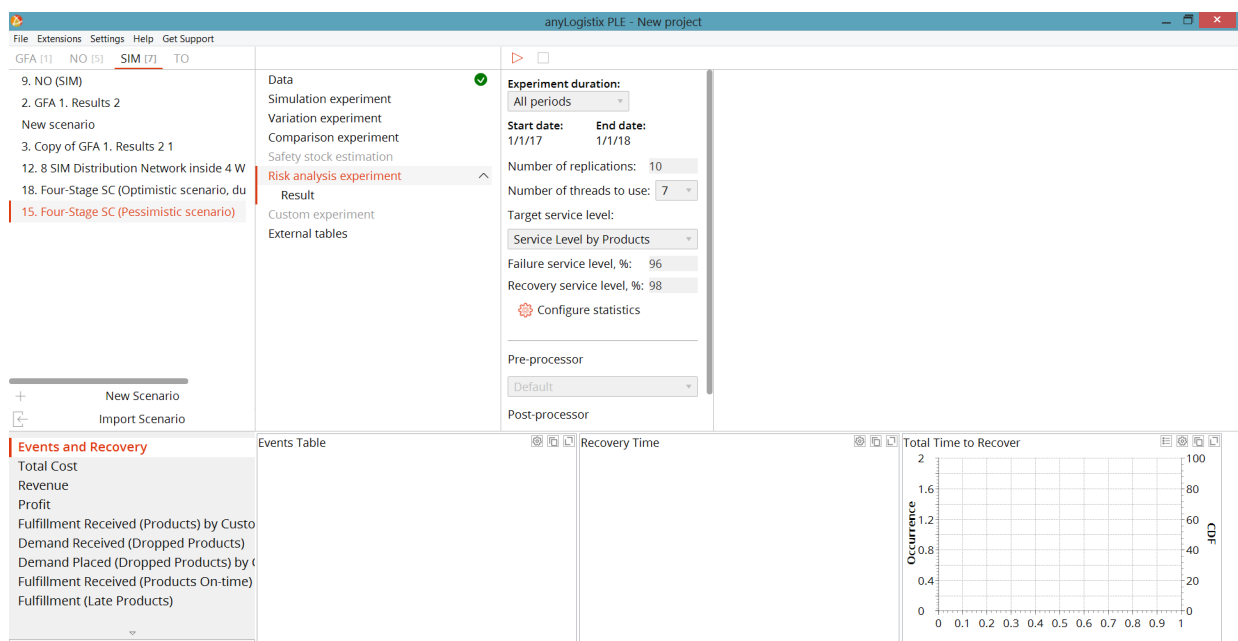 anyLogistix PLE - New project
File Extensions Settings Help Get Support
GFA [1] NO [5] SIM [7] TO
9. NO (SIM)
2. GFA 1. Results 2
New scenario
3. Copy of GFA 1. Results 2 1
12. 8 SIM Distribution Network inside 4 W
18. Four-Stage SC (Optimistic scenario, du
15. Four-Stage SC (Pessimistic scenario)
New Scenario
Import Scenario
Data
Simulation experiment
Variation experiment
Comparison experiment
Safety stock estimation
Risk analysis experiment
Result
Custom experiment
External tables
Experiment duration:
All periods
Start date: End date:
1/1/17 1/1/18
Number of replications: 10
Number of threads to use: 7
Target service level:
Service Level by Products
Failure service level, %: 96
Recovery service level, %: 98
Configure statistics
Pre-processor
Default
Post-processor
Events and Recovery
Total Cost
Revenue
Profit
Fulfillment Received (Products) by Custo
Demand Received (Dropped Products)
Demand Placed (Dropped Products) by (
Fulfillment Received (Products On-time)
Fulfillment (Late Products)
Events Table
Recovery Time
Total Time to Recover
2
1.6
1.2
0.8
0.4
0
Occurrence
100
80
60
40
20
0
CDF
0 0.1 0.2 0.3 0.4 0.5 0.6 0.7 0.8 0.9 1